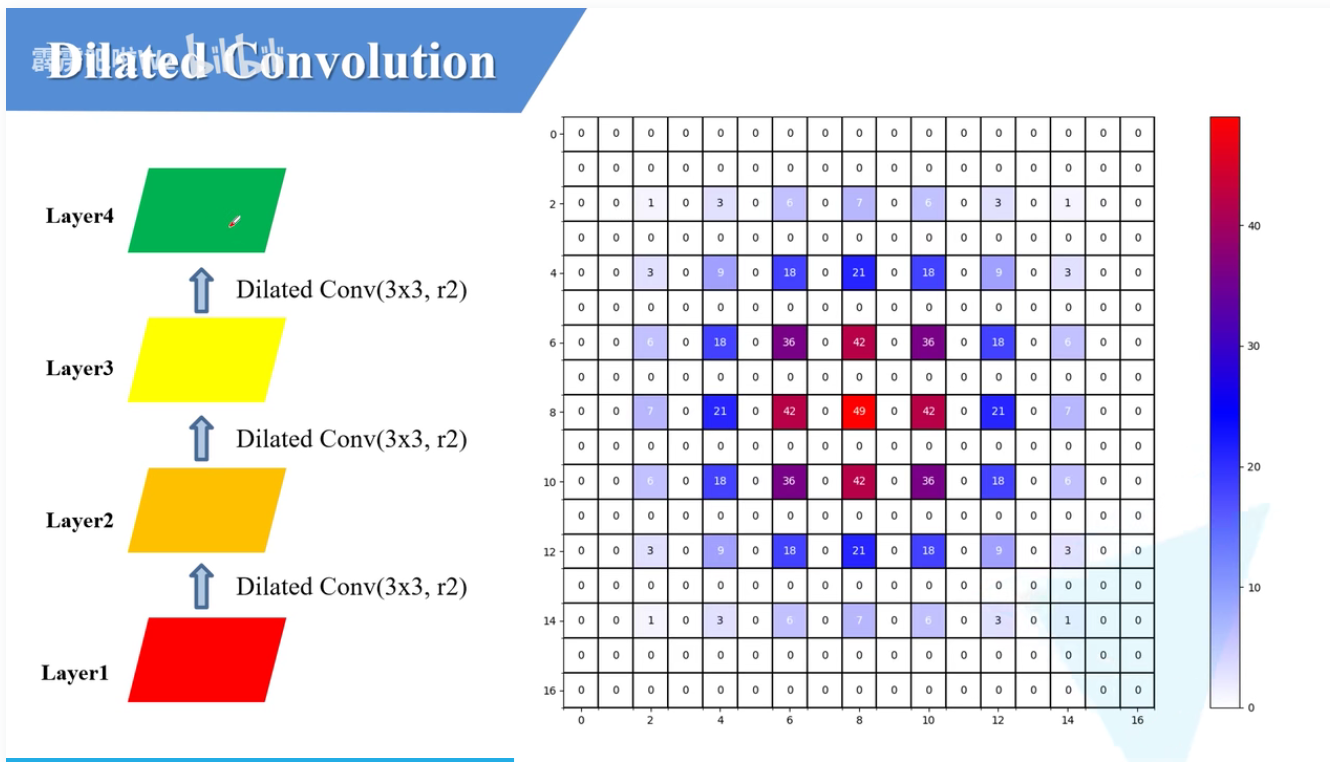 Dilated Convolution
霹雳吧啦Wz bilibili
Layer4
Dilated Conv(3x3, r2)
Layer3
Dilated Conv(3x3, r2)
Layer2
Dilated Conv(3x3, r2)
Layer1
0 0 0 0 0 0 0 0 0 0 0 0 0 0 0 0 0 0
0 0 0 0 0 0 0 0 0 0 0 0 0 0 0 0 0
2 0 0 1 0 3 0 6 0 7 0 6 0 3 0 1 0 0
0 0 0 0 0 0 0 0 0 0 0 0 0 0 0 0 0
4 0 0 3 0 9 0 18 0 21 0 18 0 9 0 3 0 0
0 0 0 0 0 0 0 0 0 0 0 0 0 0 0 0 0
6 0 0 6 0 18 0 36 0 42 0 36 0 18 0 6 0 0
0 0 0 0 0 0 0 0 0 0 0 0 0 0 0 0 0
8 0 0 7 0 21 0 42 0 49 0 42 0 21 0 7 0 0
0 0 0 0 0 0 0 0 0 0 0 0 0 0 0 0 0
10 0 0 6 0 18 0 36 0 42 0 36 0 18 0 6 0 0
0 0 0 0 0 0 0 0 0 0 0 0 0 0 0 0 0
12 0 0 3 0 9 0 18 0 21 0 18 0 9 0 3 0 0
0 0 0 0 0 0 0 0 0 0 0 0 0 0 0 0 0
14 0 0 1 0 3 0 6 0 7 0 6 0 3 0 1 0 0
0 0 0 0 0 0 0 0 0 0 0 0 0 0 0 0 0
16 0 0 0 0 0 0 0 0 0 0 0 0 0 0 0 0 0
0 2 4 6 8 10 12 14 16
40
30
20
10
0